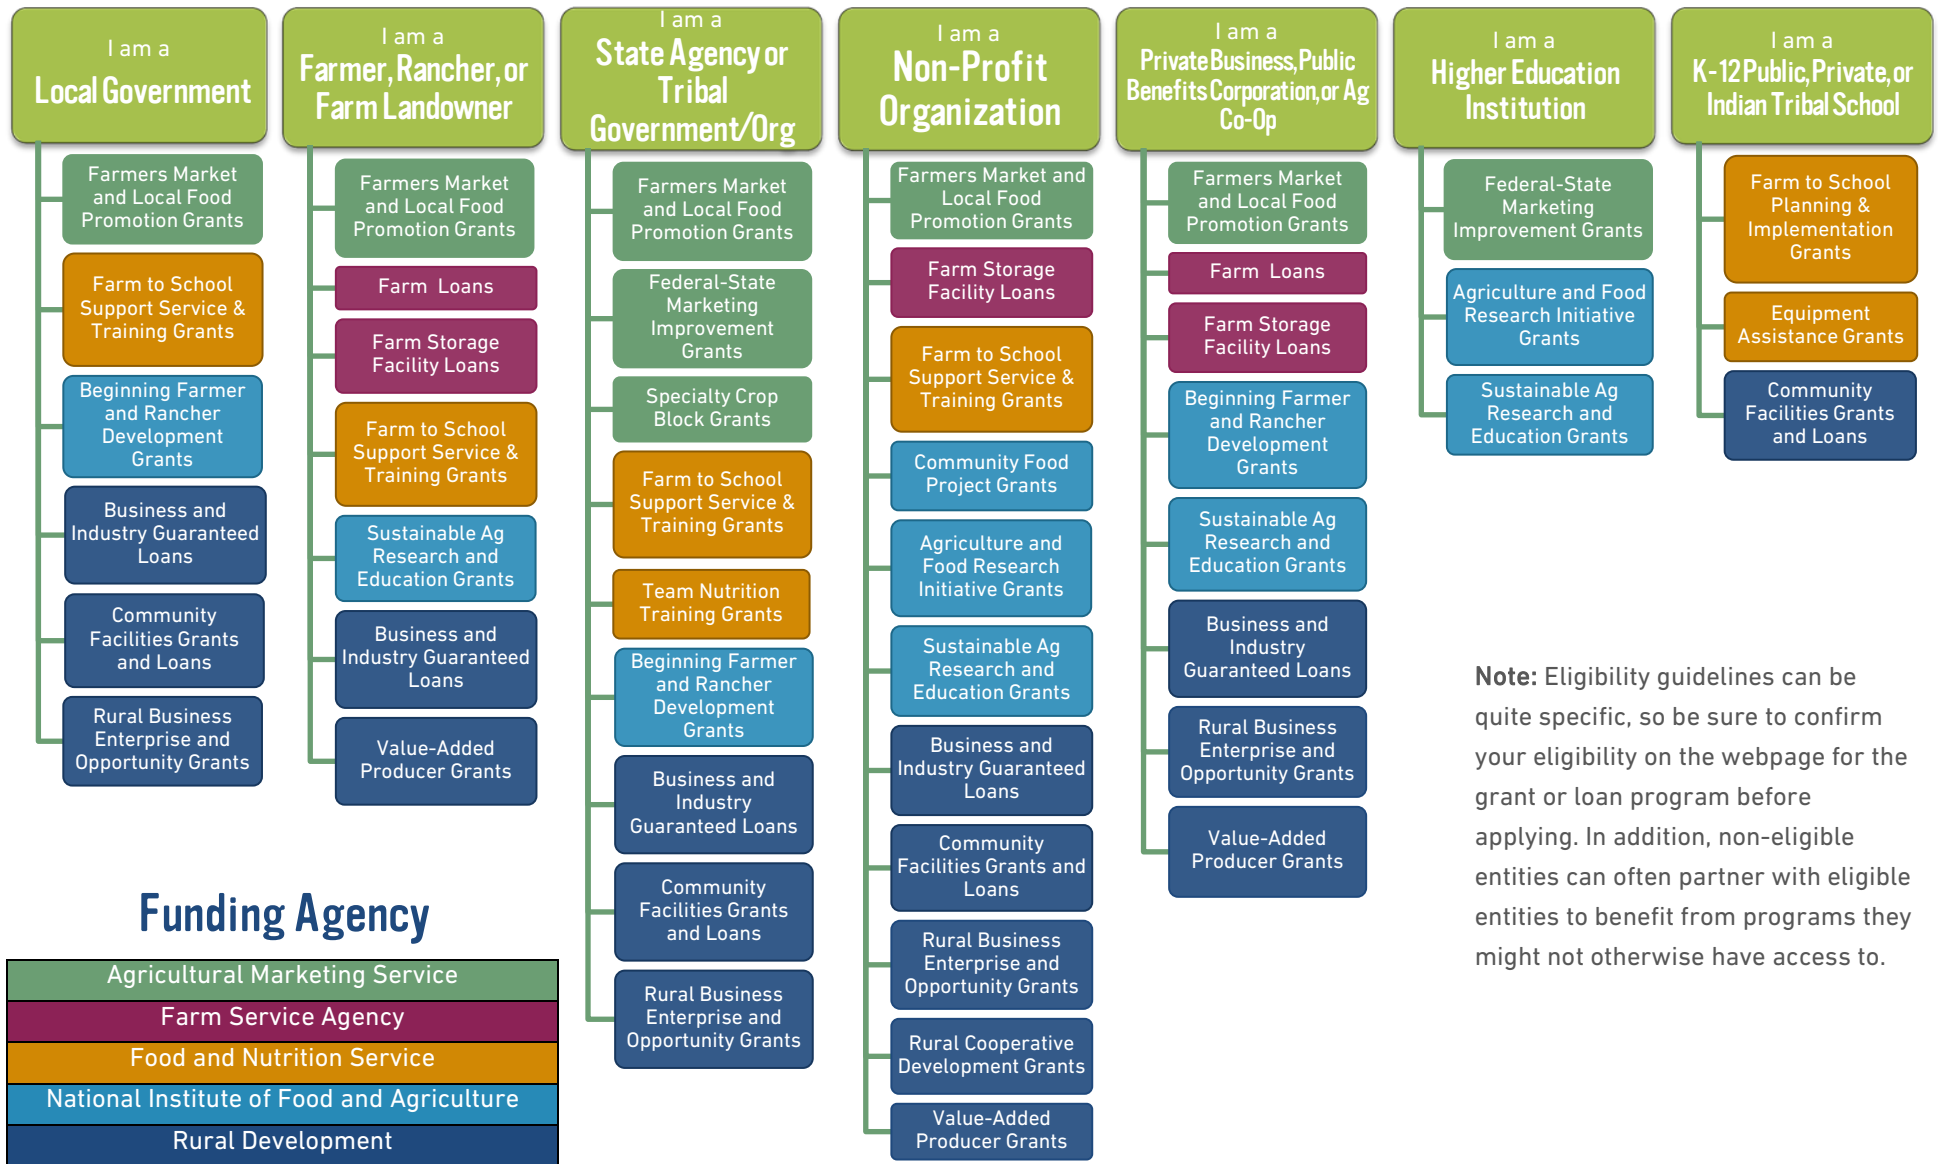 I am a
Local Government
Farmers Market
and Local Food
Promotion Grants
Farm to School
Support Service &
Training Grants
Beginning Farmer
and Rancher
Development
Grants
Business and
Industry Guaranteed
Loans
Community
Facilities Grants
and Loans
Rural Business
Enterprise and
Opportunity Grants
I am a
Farmer, Rancher, or
Farm Landowner
Farmers Market
and Local Food
Promotion Grants
Farm Loans
Farm Storage
Facility Loans
Farm to School
Support Service &
Training Grants
Sustainable Ag
Research and
Education Grants
Business and
Industry Guaranteed
Loans
Value-Added
Producer Grants
I am a
State Agency or
Tribal
Government/Org
Farmers Market
and Local Food
Promotion Grants
Federal-State
Marketing
Improvement
Grants
Specialty Crop
Block Grants
Farm to School
Support Service &
Training Grants
Team Nutrition
Training Grants
Beginning Farmer
and Rancher
Development
Grants
Business and
Industry
Guaranteed Loans
Community
Facilities Grants
and Loans
Rural Business
Enterprise and
Opportunity Grants
I am a
Non-Profit
Organization
Farmers Market and
Local Food
Promotion Grants
Farm Storage
Facility Loans
Farm to School
Support Service &
Training Grants
Community Food
Project Grants
Agriculture and
Food Research
Initiative Grants
Sustainable Ag
Research and
Education Grants
Business and
Industry Guaranteed
Loans
Community
Facilities Grants and
Loans
Rural Business
Enterprise and
Opportunity Grants
Rural Cooperative
Development Grants
Value-Added
Producer Grants
I am a
Private Business, Public
Benefits Corporation, or Ag
Co-Op
Farmers Market
and Local Food
Promotion Grants
Farm Loans
Farm Storage
Facility Loans
Beginning Farmer
and Rancher
Development
Grants
Sustainable Ag
Research and
Education Grants
Business and
Industry
Guaranteed Loans
Rural Business
Enterprise and
Opportunity Grants
Value-Added
Producer Grants
I am a
Higher Education
Institution
Federal-State
Marketing
Improvement Grants
Agriculture and Food
Research Initiative
Grants
Sustainable Ag
Research and
Education Grants
I am a
K-12 Public, Private, or
Indian Tribal School
Farm to School
Planning &
Implementation
Grants
Equipment
Assistance Grants
Community
Facilities Grants
and Loans
Note: Eligibility guidelines can be
quite specific, so be sure to confirm
your eligibility on the webpage for the
grant or loan program before
applying. In addition, non-eligible
entities can often partner with eligible
entities to benefit from programs they
might not otherwise have access to.
Funding Agency
Agricultural Marketing Service
Farm Service Agency
Food and Nutrition Service
National Institute of Food and Agriculture
Rural Development